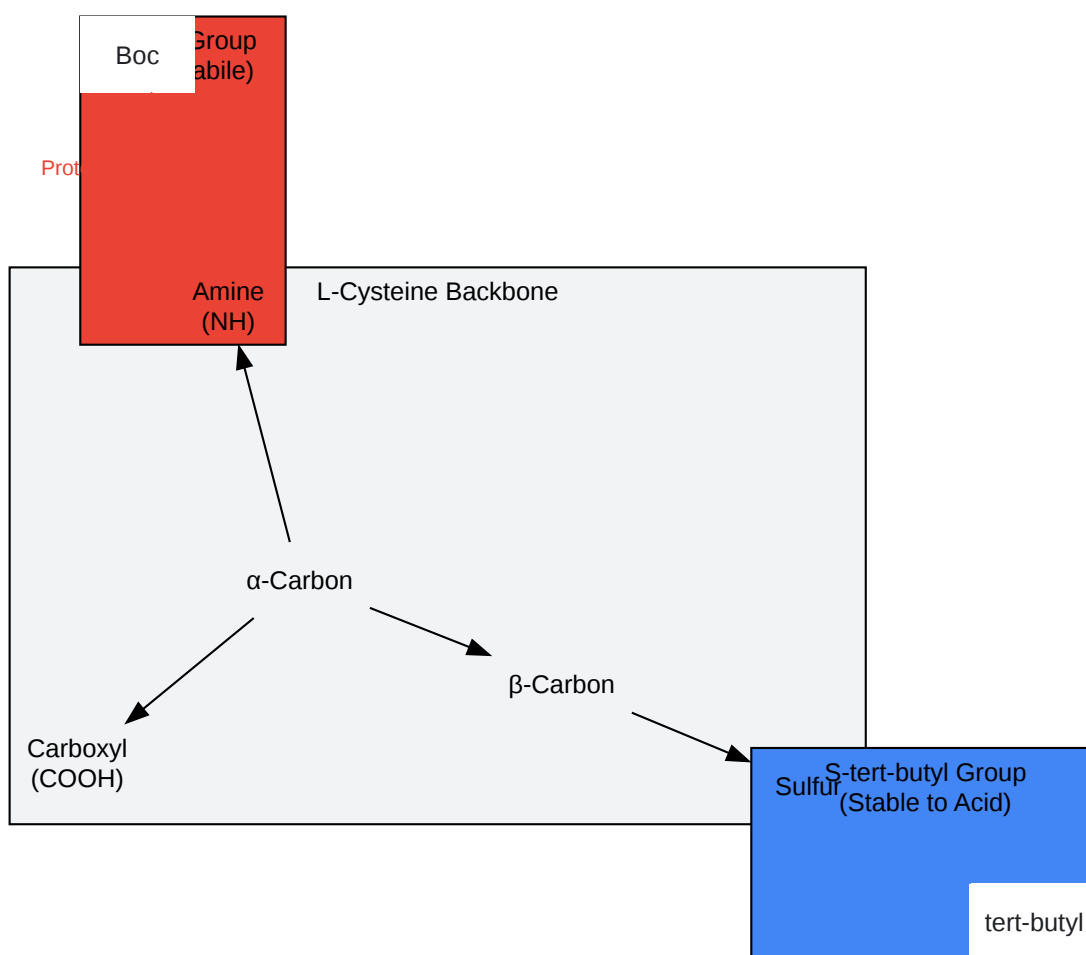 Group
Boc
abile)
Prot
Amine
(NH)
L-Cysteine Backbone
α-Carbon
β-Carbon
Carboxyl
(COOH)
S-tert-butyl Group
Sulfur
(Stable to Acid)
tert-butyl